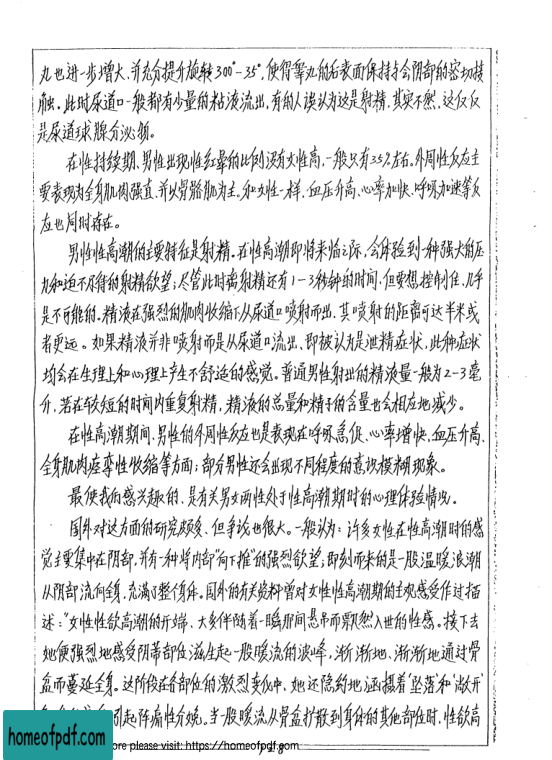 丸也进一步增大、并充分提升旋转300°-35°,使得睾丸的后表面保持与会阴部的密切接
触。此时尿道口一般都有少量的粘液流出,有的人误认为这是射精,其实不然,这仅仅
是尿道球腺分泌物。
在性持续期、男性出现性红晕的比例没有女性高,一般只有35%左右。外周性反应主
要表现为全身肌肉强直、并以骨骼肌为主。和女性一样,血压升高、心率加快、呼吸加速等反
应也同时存在。
男性性高潮的主要特征是射精。在性高潮即将来临之际,会体验到一种强大的压
力和迫不及待的射精欲望;尽管此时离射精还有1-3秒钟的时间,但要想控制住、几乎
是不可能的。精液在强烈的肌肉收缩下从尿道口喷射而出、其喷射的距离可达半米或
者更远。如果精液并非喷射而是从尿道口流出、即被认为是泄精症状、此种症状
均会在生理上和心理上产生不舒适的感觉。普通男性射出的精液量一般为2-3毫
升,若在较短的时间内重复射精,精液的总量和精子的含量也会相应地减少。
在性高潮期间、男性的外周性反应也是表现在呼吸急促、心率增快、血压升高、
全身肌肉痉挛性收缩等方面;部分男性还会出现不同程度的意识模糊现象。
最使我们感兴趣的、是有关男女两性处于性高潮期时的心理体验情况。
国外对这方面的研究颇多、但争论也很大。一般认为:许多女性在性高潮时的感
觉主要集中在阴部,并有一种将内部"向下推"的强烈欲望;即刻而来的是一股温暖浪潮
从阴部流向全身、充满了整个身体。国外的有关资料曾对女性性高潮期的主观感受作过描
述:"女性性欲高潮的开端、大多伴随着一瞬那间悬吊而飘然入世的性感。接下去
她便强烈地感受阴蒂部位滋生起一股暖流的波峰,渐渐地、渐渐地通过骨
盆而蔓延全身。这阶段在各部位的激烈变化中、她还隐约地涵摄着'坠落'和'敞开'
引起阵痛性分娩。当一股暖流从骨盆扩散到身体的其他部位时,性欲高
homeofpdf.com
ore please visit: https://homeofpdf.com